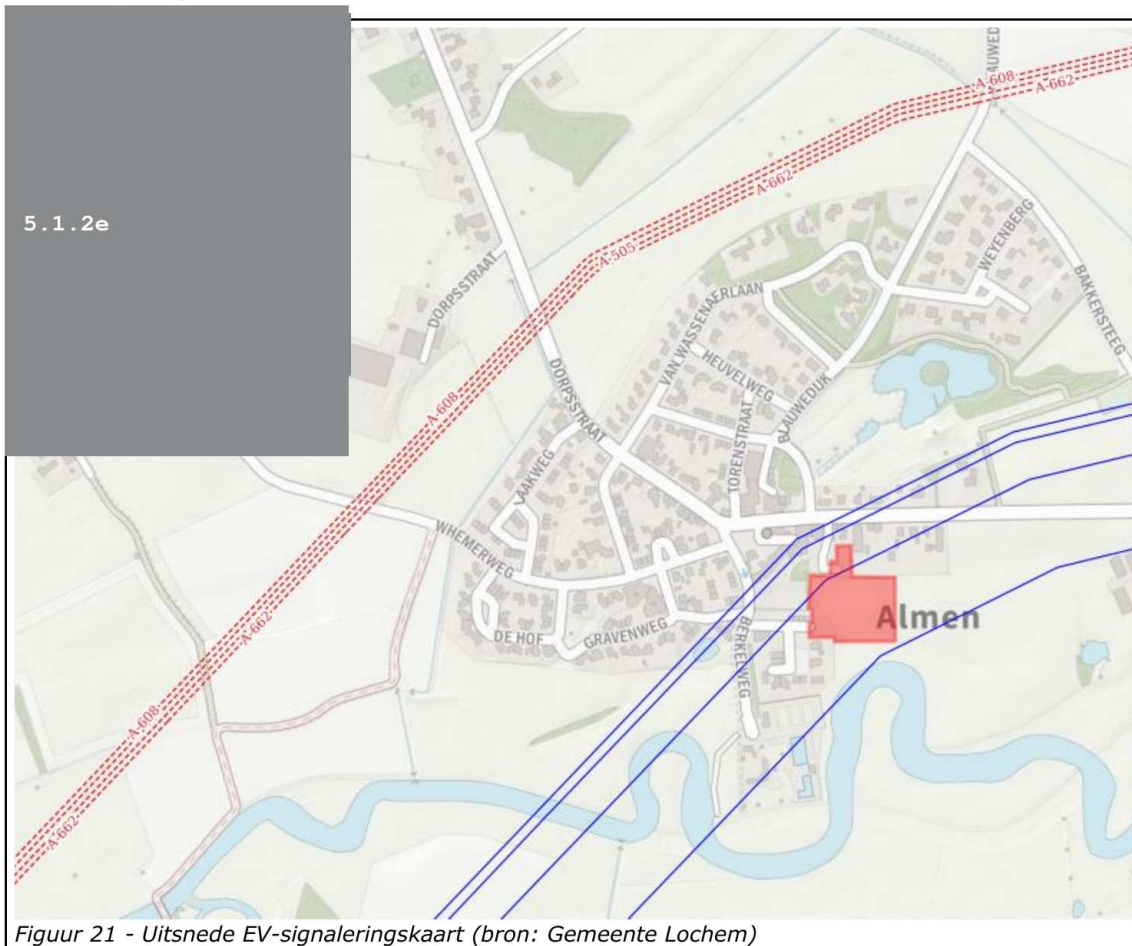 5.1.2e
AUWED
A-608
A-662
A-662
A-505
WEYENBERG
BAKKERSTEEG
DORPSSTRAAT
VAN WASSENAERLAAN
HEUVELWEG
DORPSSTRAAT
BLAUWEDIJK
TORENSTRAAT
A-608
LAAKWEG
WHEMERWEG
Almen
DE HOF
GRAVENWEG
BERKELWEG
A-662
A-608
A-662
Figuur 21 - Uitsnede EV-signaleringskaart (bron: Gemeente Lochem)